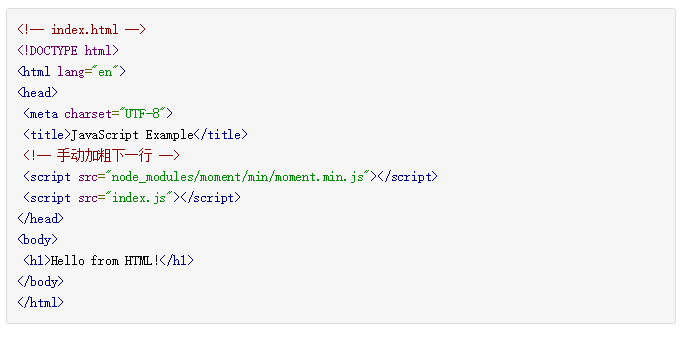 <!— index.html —>
<!DOCTYPE html>
<html lang="en">
<head>
<meta charset="UTF-8">
<title>JavaScript Example</title>
<!— 手动加粗下一行 —>
<script src="node_modules/moment/min/moment.min.js"></script>
<script src="index.js"></script>
</head>
<body>
<h1>Hello from HTML!</h1>
</body>
</html>